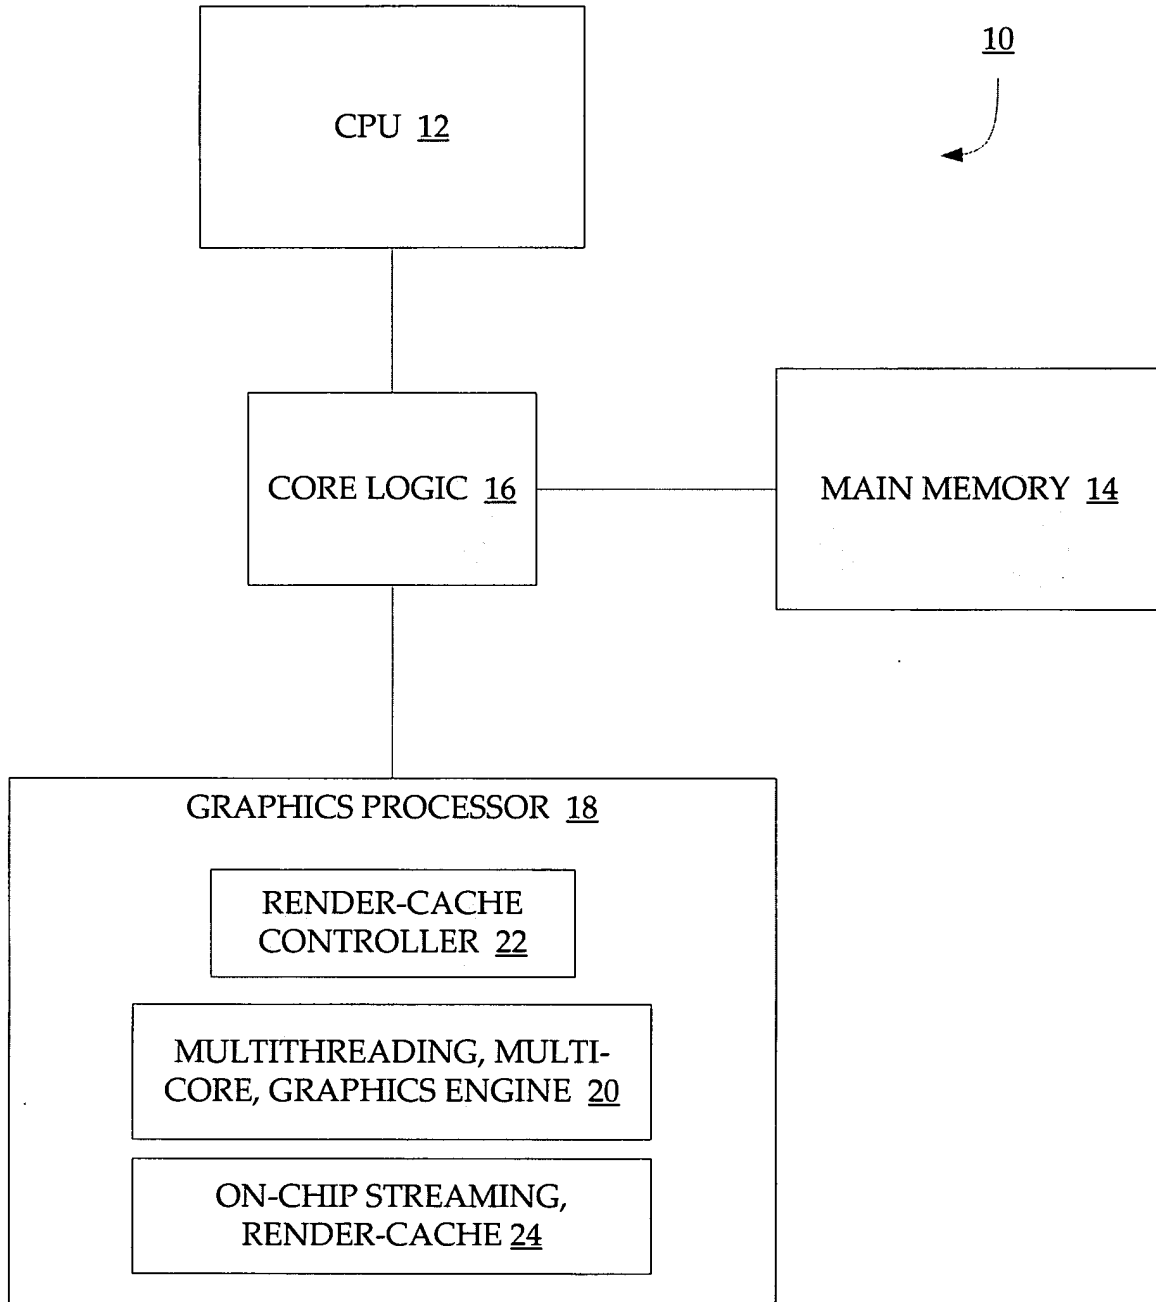 10
CPU 12
CORE LOGIC 16
MAIN MEMORY 14
GRAPHICS PROCESSOR 18
RENDER-CACHE
CONTROLLER 22
MULTITHREADING, MULTI-
CORE, GRAPHICS ENGINE 20
ON-CHIP STREAMING,
RENDER-CACHE 24